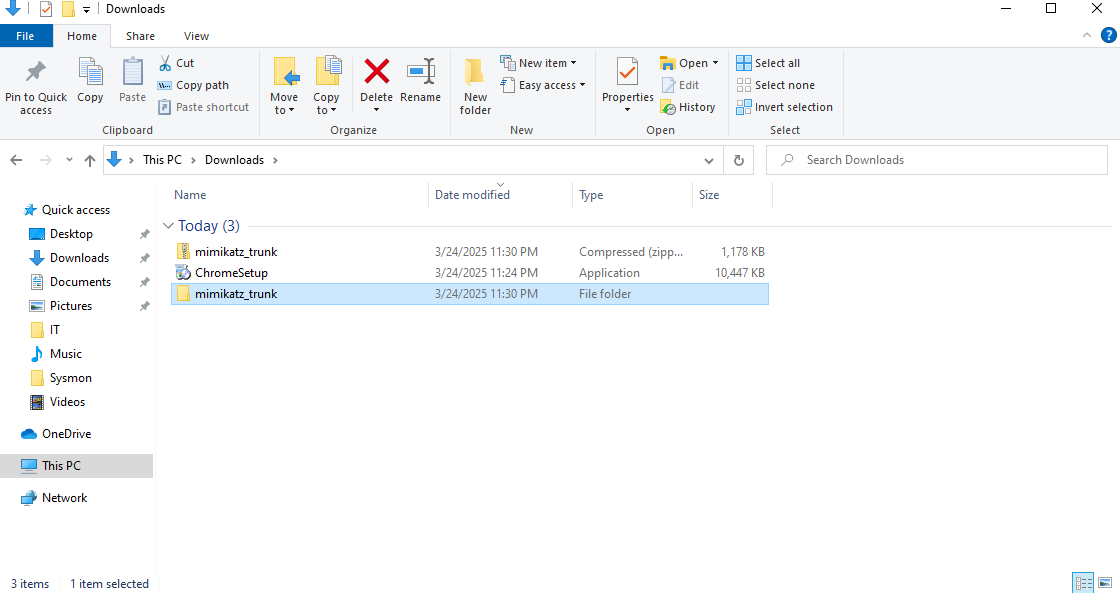 Downloads
File Home Share View
Pin to Quick access
Copy
Paste
Cut
Copy path
Paste shortcut
Clipboard
Move to
Copy to
Delete
Rename
Organize
New folder
New item
Easy access
New
Properties
Open
Edit
History
Open
Select all
Select none
Invert selection
Select
This PC > Downloads >
Search Downloads
Quick access
Desktop
Downloads
Documents
Pictures
IT
Music
Sysmon
Videos
OneDrive
This PC
Network
Name Date modified Type Size
Today (3)
mimikatz_trunk 3/24/2025 11:30 PM Compressed (zipp... 1,178 KB
ChromeSetup 3/24/2025 11:24 PM Application 10,447 KB
mimikatz_trunk 3/24/2025 11:30 PM File folder
3 items 1 item selected